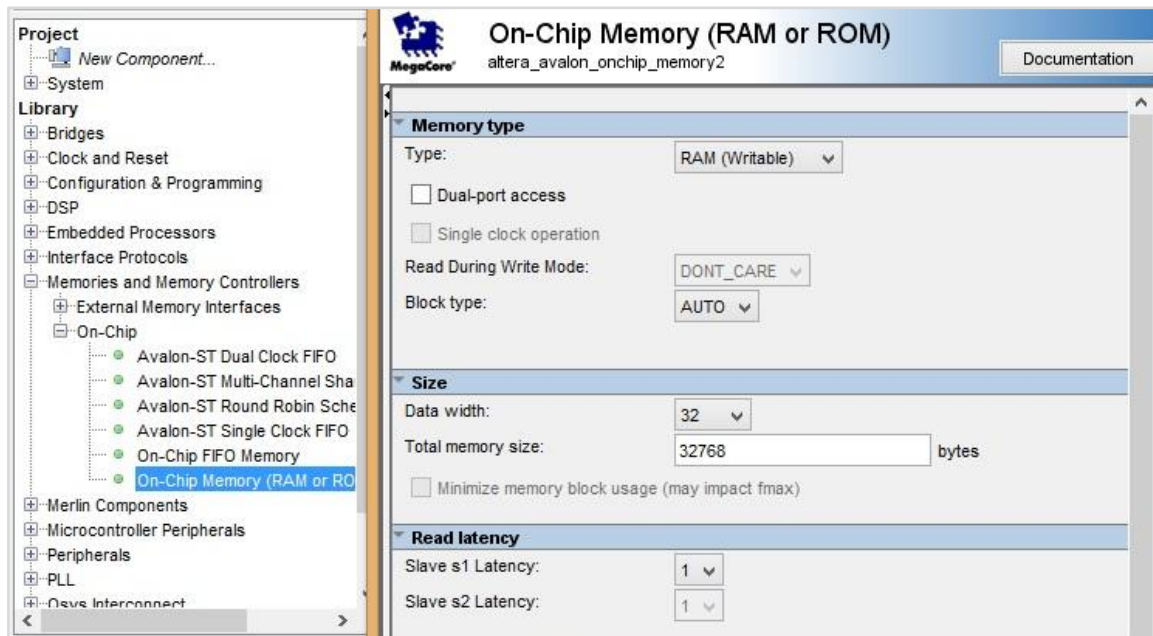 Project
New Component...
System
Library
Bridges
Clock and Reset
Configuration & Programming
DSP
Embedded Processors
Interface Protocols
Memories and Memory Controllers
External Memory Interfaces
On-Chip
Avalon-ST Dual Clock FIFO
Avalon-ST Multi-Channel Sha
Avalon-ST Round Robin Sche
Avalon-ST Single Clock FIFO
On-Chip FIFO Memory
On-Chip Memory (RAM or RO
Merlin Components
Microcontroller Peripherals
Peripherals
PLL
Qsys Interconnect
MegaCore
On-Chip Memory (RAM or ROM)
altera_avalon_onchip_memory2
Documentation
Memory type
Type: RAM (Writable)
Dual-port access
Single clock operation
Read During Write Mode: DONT_CARE
Block type: AUTO
Size
Data width: 32
Total memory size: 32768 bytes
Minimize memory block usage (may impact fmax)
Read latency
Slave s1 Latency: 1
Slave s2 Latency: 1